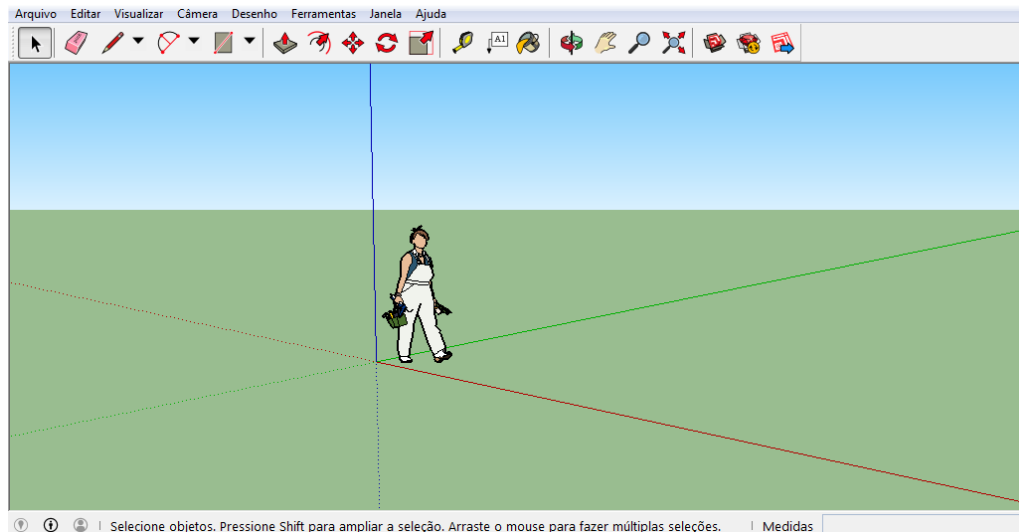 Arquivo Editar Visualizar Câmera Desenho Ferramentas Janela Ajuda
A1
Selecione objetos. Pressione Shift para ampliar a seleção. Arraste o mouse para fazer múltiplas seleções. Medidas